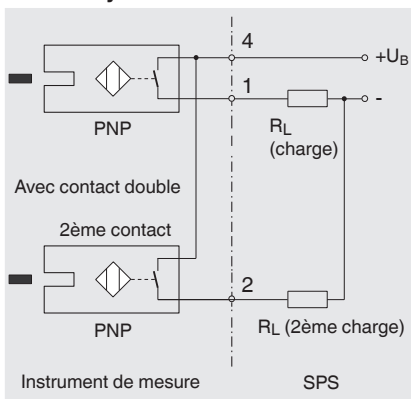 4
+UB
1
-
PNP
RL
(charge)
Avec contact double
2ème contact
2
PNP
RL (2ème charge)
Instrument de mesure
SPS